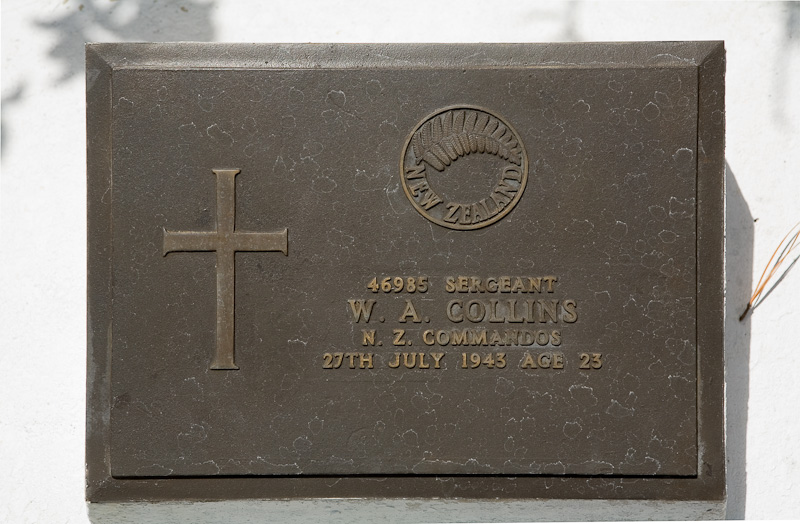 NEW ZEALAND
46985 SERGEANT
W. A. COLLINS
N. Z. COMMANDOS
27TH JULY 1943 AGE 23